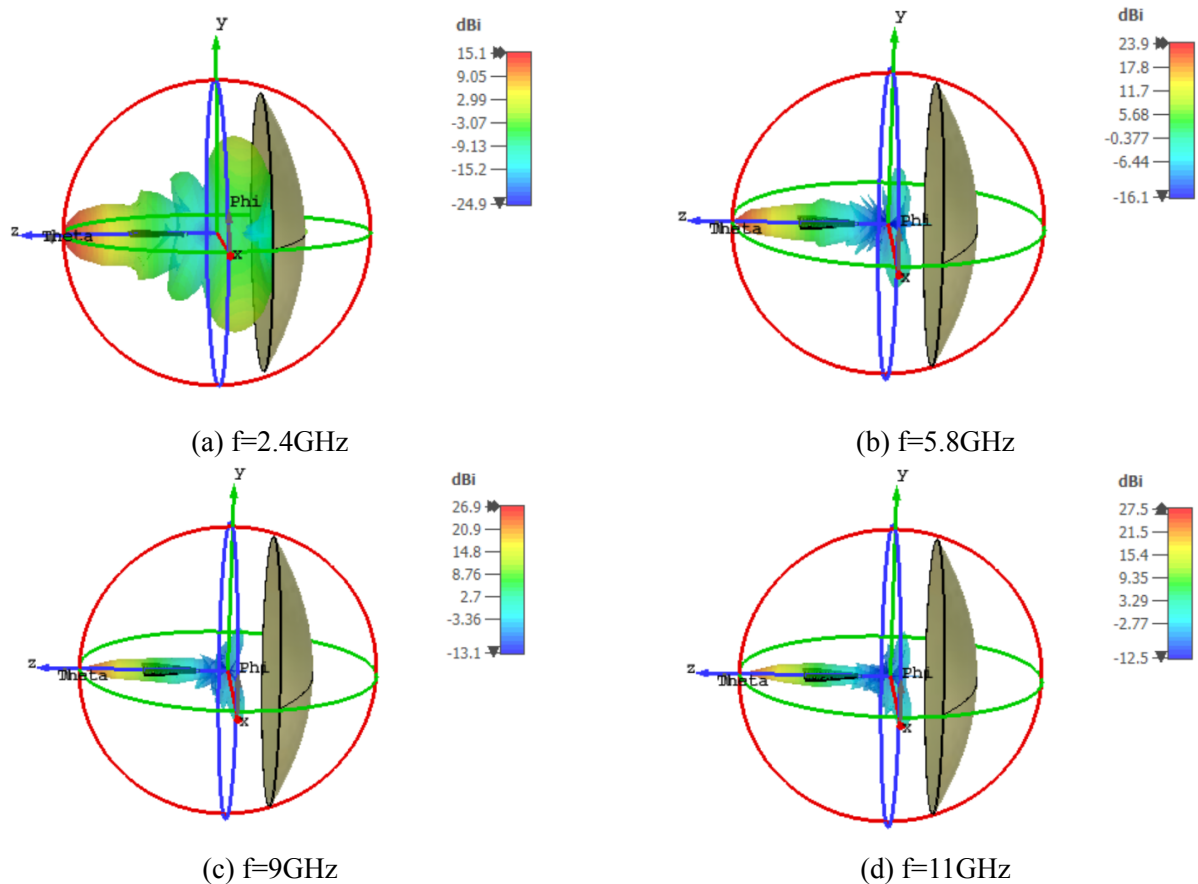 y
dBi
15.1
9.05
2.99
-3.07
-9.13
-15.2
-24.9
Phi
z
Theta
x
(a) f=2.4GHz
y
dBi
23.9
17.8
11.7
5.68
-0.377
-6.44
-16.1
Phi
z
Theta
x
(b) f=5.8GHz
y
dBi
26.9
20.9
14.8
8.76
2.7
-3.36
-13.1
z
Phi
Theta
x
(c) f=9GHz
y
dBi
27.5
21.5
15.4
9.35
3.29
-2.77
-12.5
z
Phi
Theta
x
(d) f=11GHz